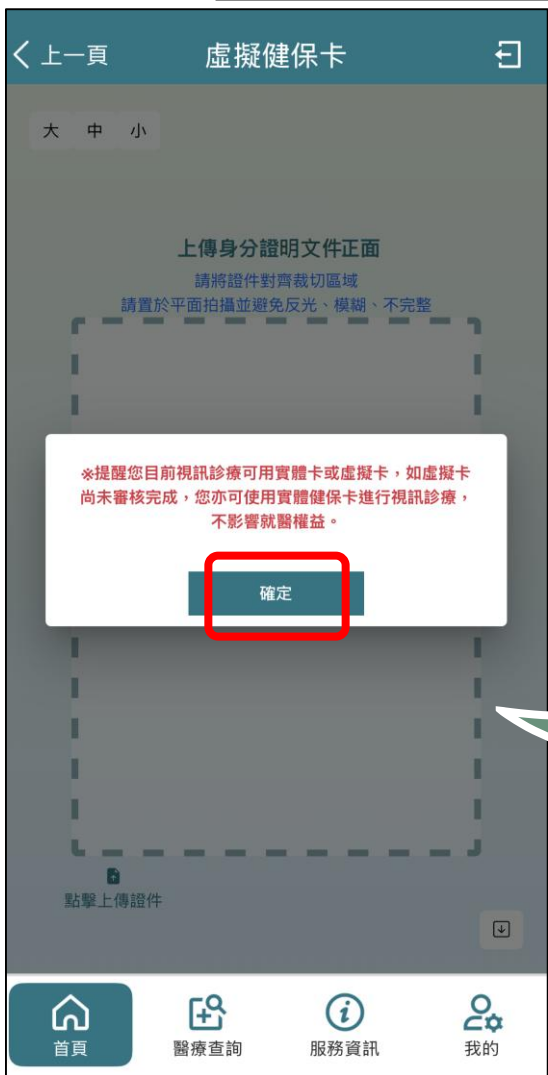 上一頁
虛擬健保卡
大 中 小
上傳身分證明文件正面
請將證件對齊裁切區域
請置於平面拍攝並避免反光、模糊、不完整
※提醒您目前視訊診療可用實體卡或虛擬卡，如虛擬卡
尚未審核完成，您亦可使用實體健保卡進行視訊診療，
不影響就醫權益。
確定
點擊上傳證件
首頁
醫療查詢
服務資訊
我的